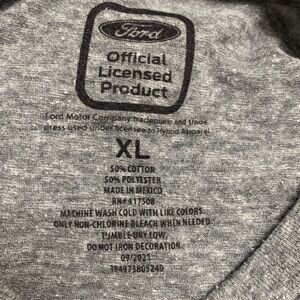 Ford
Official
Licensed
Product
Ford Motor Company trademarks and trade
dress used under license to Hybrid Apparel
XL
50% COTTON
50% POLYESTER
MADE IN MEXICO
RN# 117508
MACHINE WASH COLD WITH LIKE COLORS.
ONLY NON-CHLORINE BLEACH WHEN NEEDED
TUMBLE DRY LOW.
DO NOT IRON DECORATION.
09/2021
194973805240